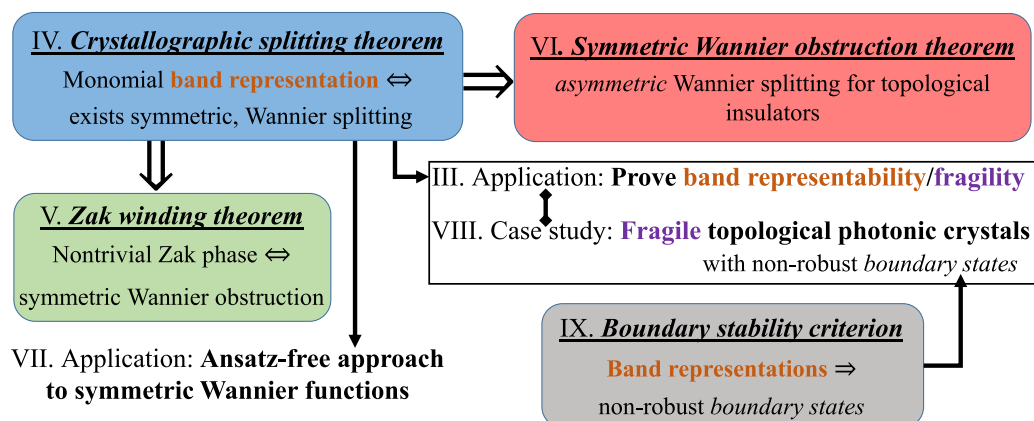 IV. Crystallographic splitting theorem
Monomial band representation ⇔
exists symmetric, Wannier splitting
VI. Symmetric Wannier obstruction theorem
asymmetric Wannier splitting for topological
insulators
III. Application: Prove band representability/fragility
VIII. Case study: Fragile topological photonic crystals
with non-robust boundary states
V. Zak winding theorem
Nontrivial Zak phase ⇔
symmetric Wannier obstruction
VII. Application: Ansatz-free approach
to symmetric Wannier functions
IX. Boundary stability criterion
Band representations ⇒
non-robust boundary states